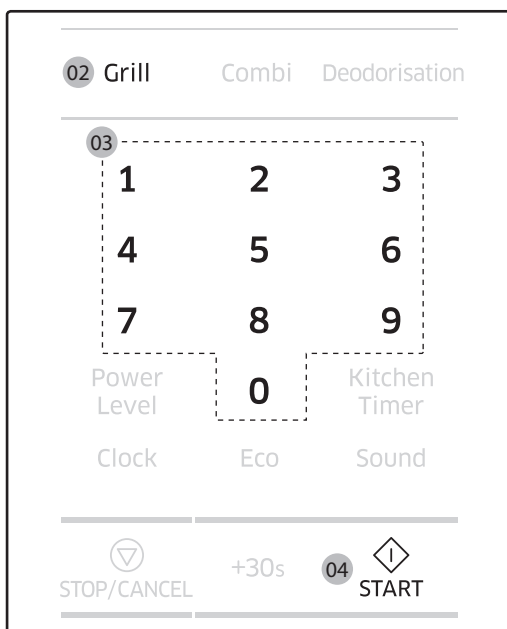 02 Grill Combi Deodorisation
03
1 2 3
4 5 6
7 8 9
Power Level 0 Kitchen Timer
Clock Eco Sound
STOP/CANCEL +30s 04 START